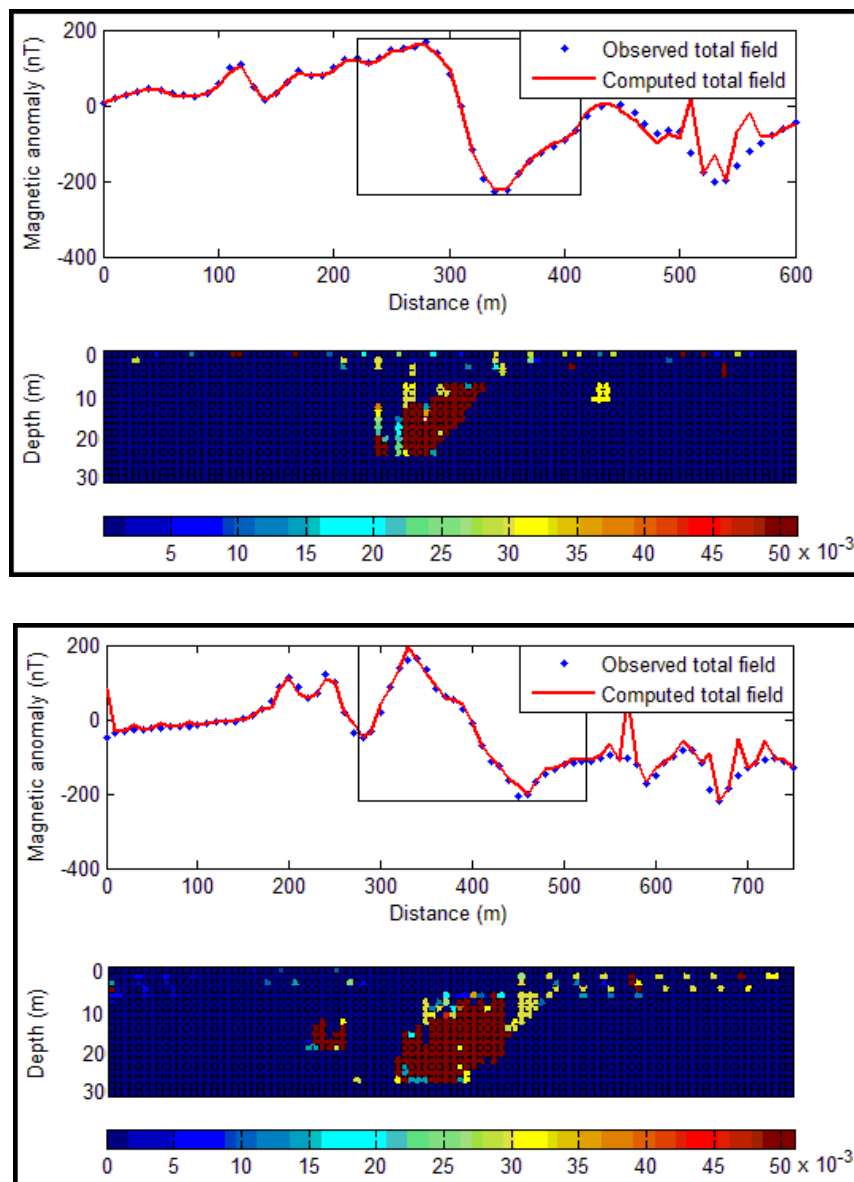 200
0
-200
-400
Magnetic anomaly (nT)
Observed total field
Computed total field
0 100 200 300 400 500 600
Distance (m)
0
10
20
30
Depth (m)
5 10 15 20 25 30 35 40 45 50 x 10-3
200
0
-200
-400
Magnetic anomaly (nT)
Observed total field
Computed total field
0 100 200 300 400 500 600 700
Distance (m)
0
10
20
30
Depth (m)
0 5 10 15 20 25 30 35 40 45 50 x 10-3